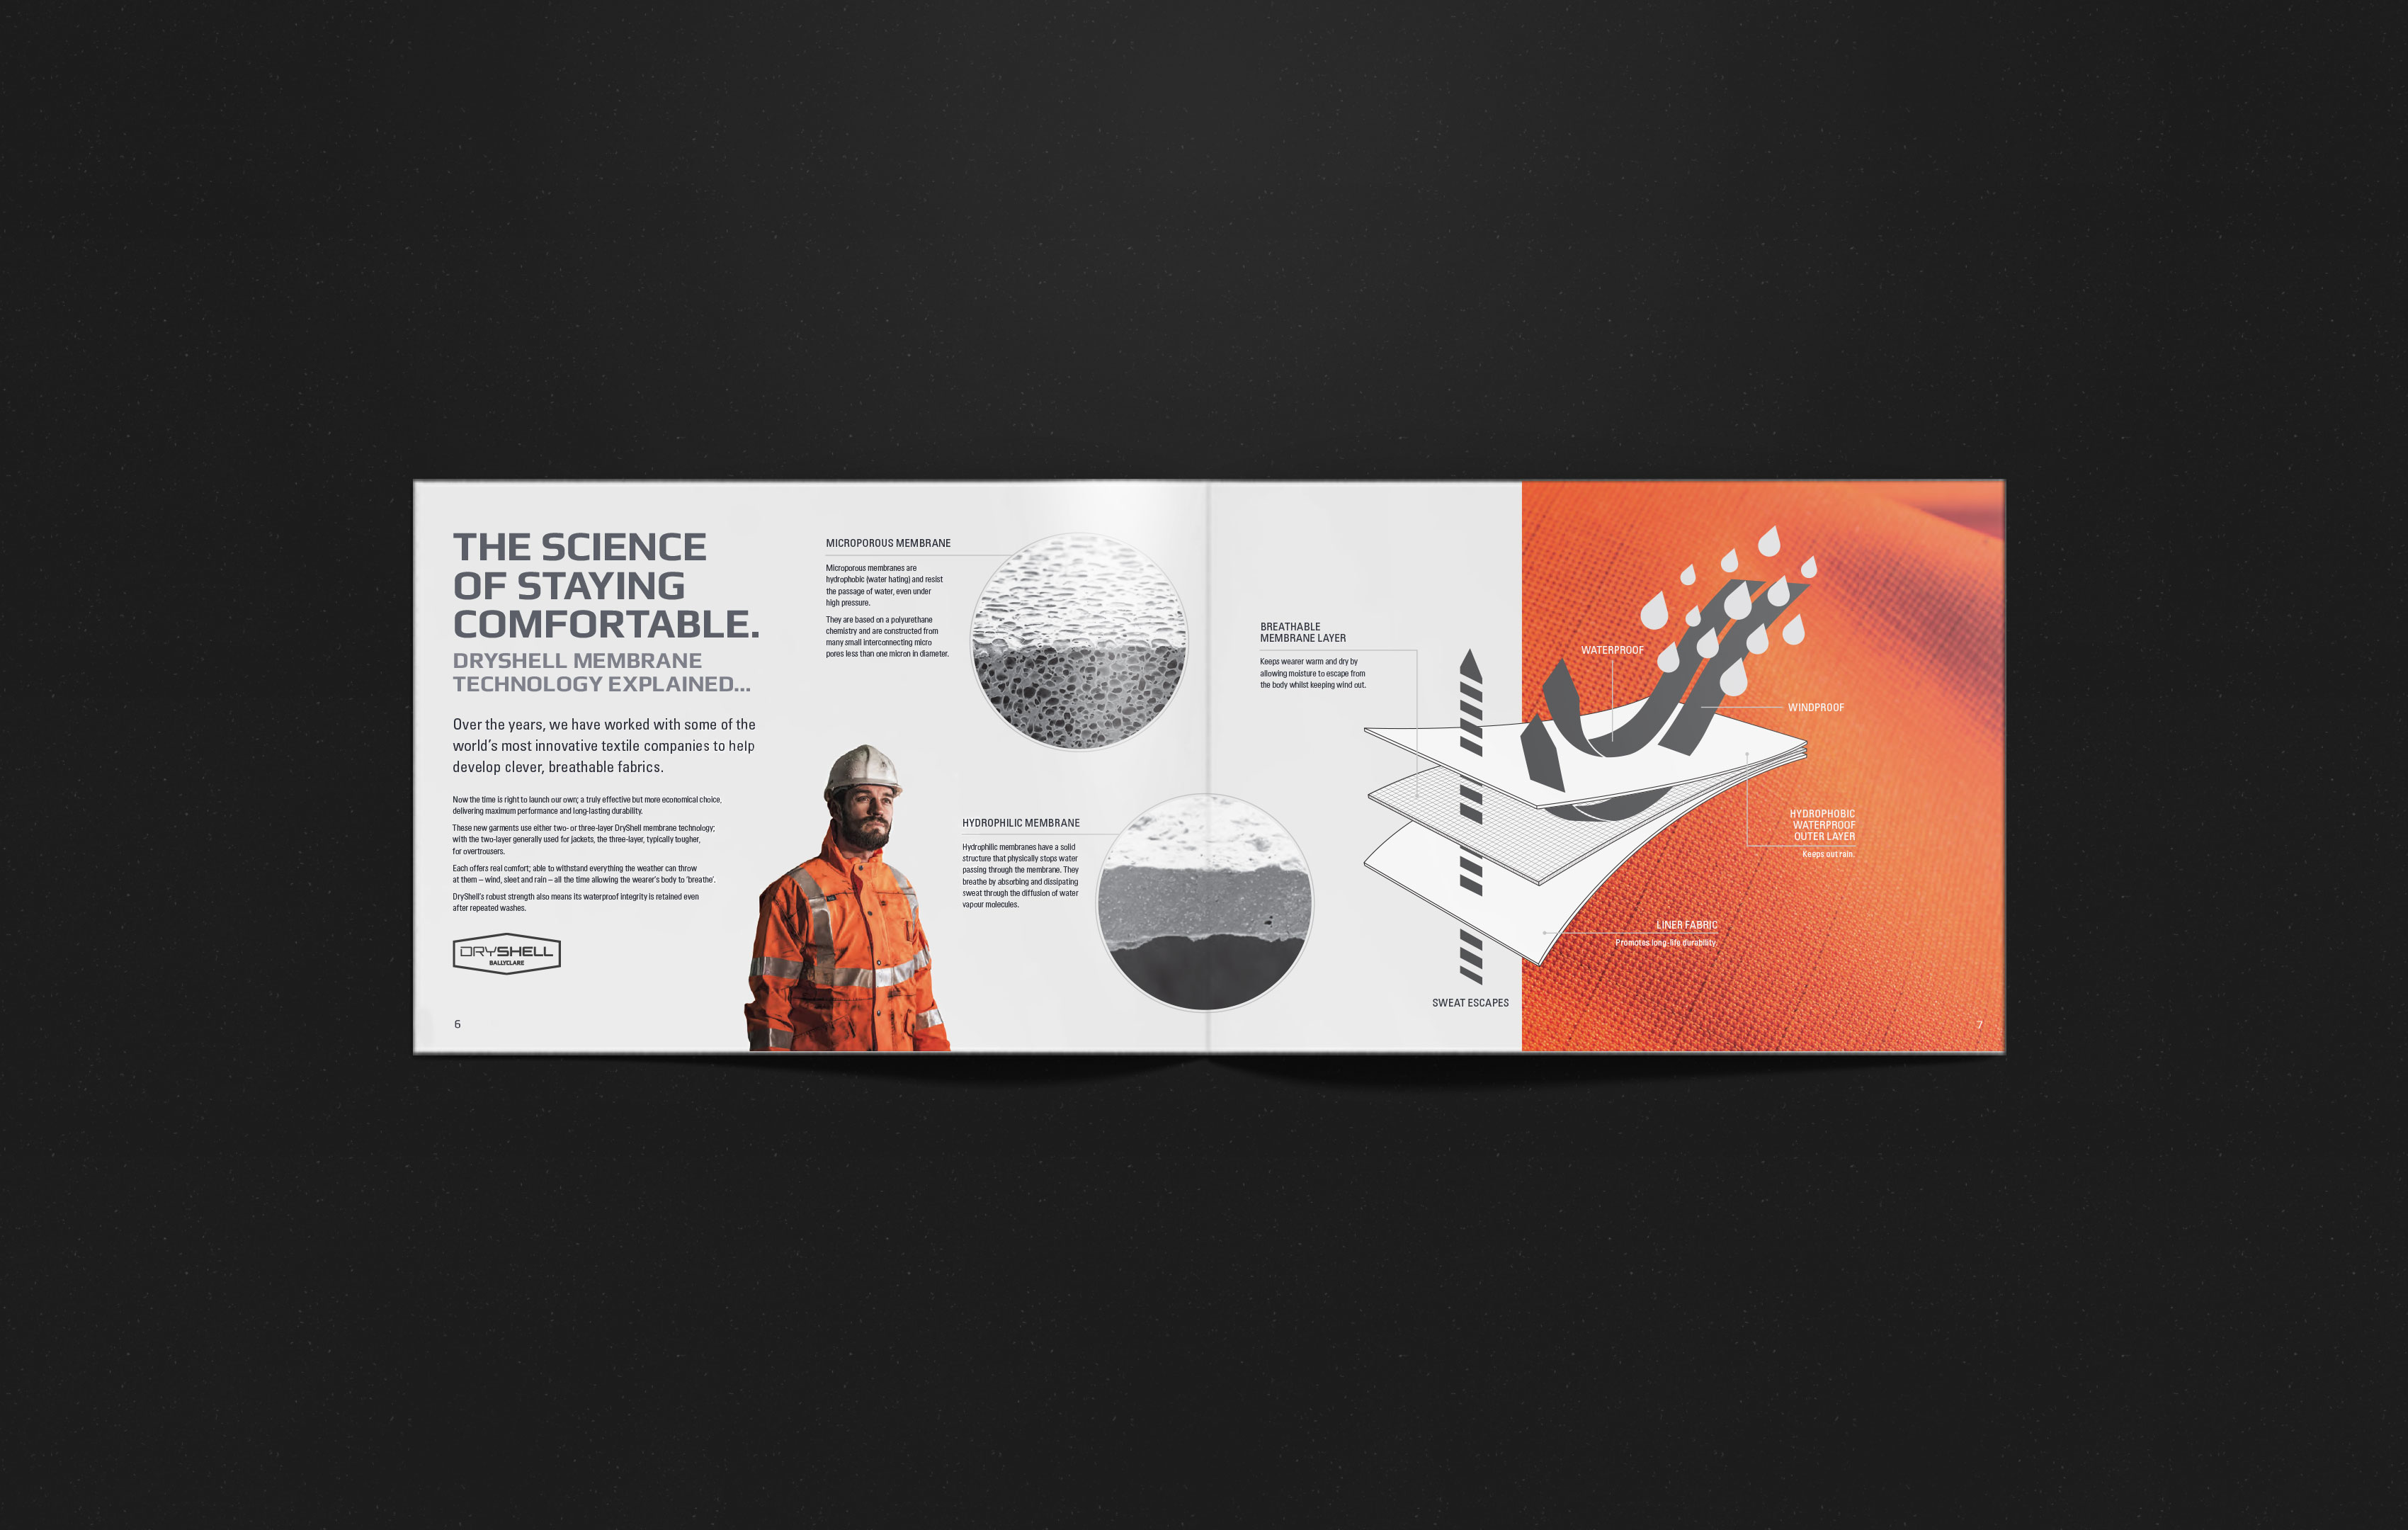 THE SCIENCE
OF STAYING
COMFORTABLE.
DRYSHELL MEMBRANE
TECHNOLOGY EXPLAINED...
Over the years, we have worked with some of the
world's most innovative textile companies to help
develop clever, breathable fabrics.
Now the time is right to launch our own; a truly effective but more economical choice,
delivering maximum performance and long-lasting durability.
These new garments use either two- or three-layer DryShell membrane technology;
with the two-layer generally used for jackets, the three-layer, typically tougher,
for overtrousers.
Each offers real comfort; able to withstand everything the weather can throw
at them – wind, sleet and rain – all the time allowing the wearer's body to 'breathe'.
DryShell's robust strength also means its waterproof integrity is retained even
after repeated washes.
DRYSHELL
BALLYCLARE
6
MICROPOROUS MEMBRANE
Microporous membranes are
hydrophobic (water hating) and resist
the passage of water, even under
high pressure.
They are based on a polyurethane
chemistry and are constructed from
many small interconnecting micro
pores less than one micron in diameter.
HYDROPHILIC MEMBRANE
Hydrophilic membranes have a solid
structure that physically stops water
passing through the membrane. They
breathe by absorbing and dissipating
sweat through the diffusion of water
vapour molecules.
BREATHABLE
MEMBRANE LAYER
Keeps wearer warm and dry by
allowing moisture to escape from
the body whilst keeping wind out.
SWEAT ESCAPES
WATERPROOF
WINDPROOF
HYDROPHOBIC
WATERPROOF
OUTER LAYER
Keeps out rain.
LINER FABRIC
Promotes long-life durability.
7